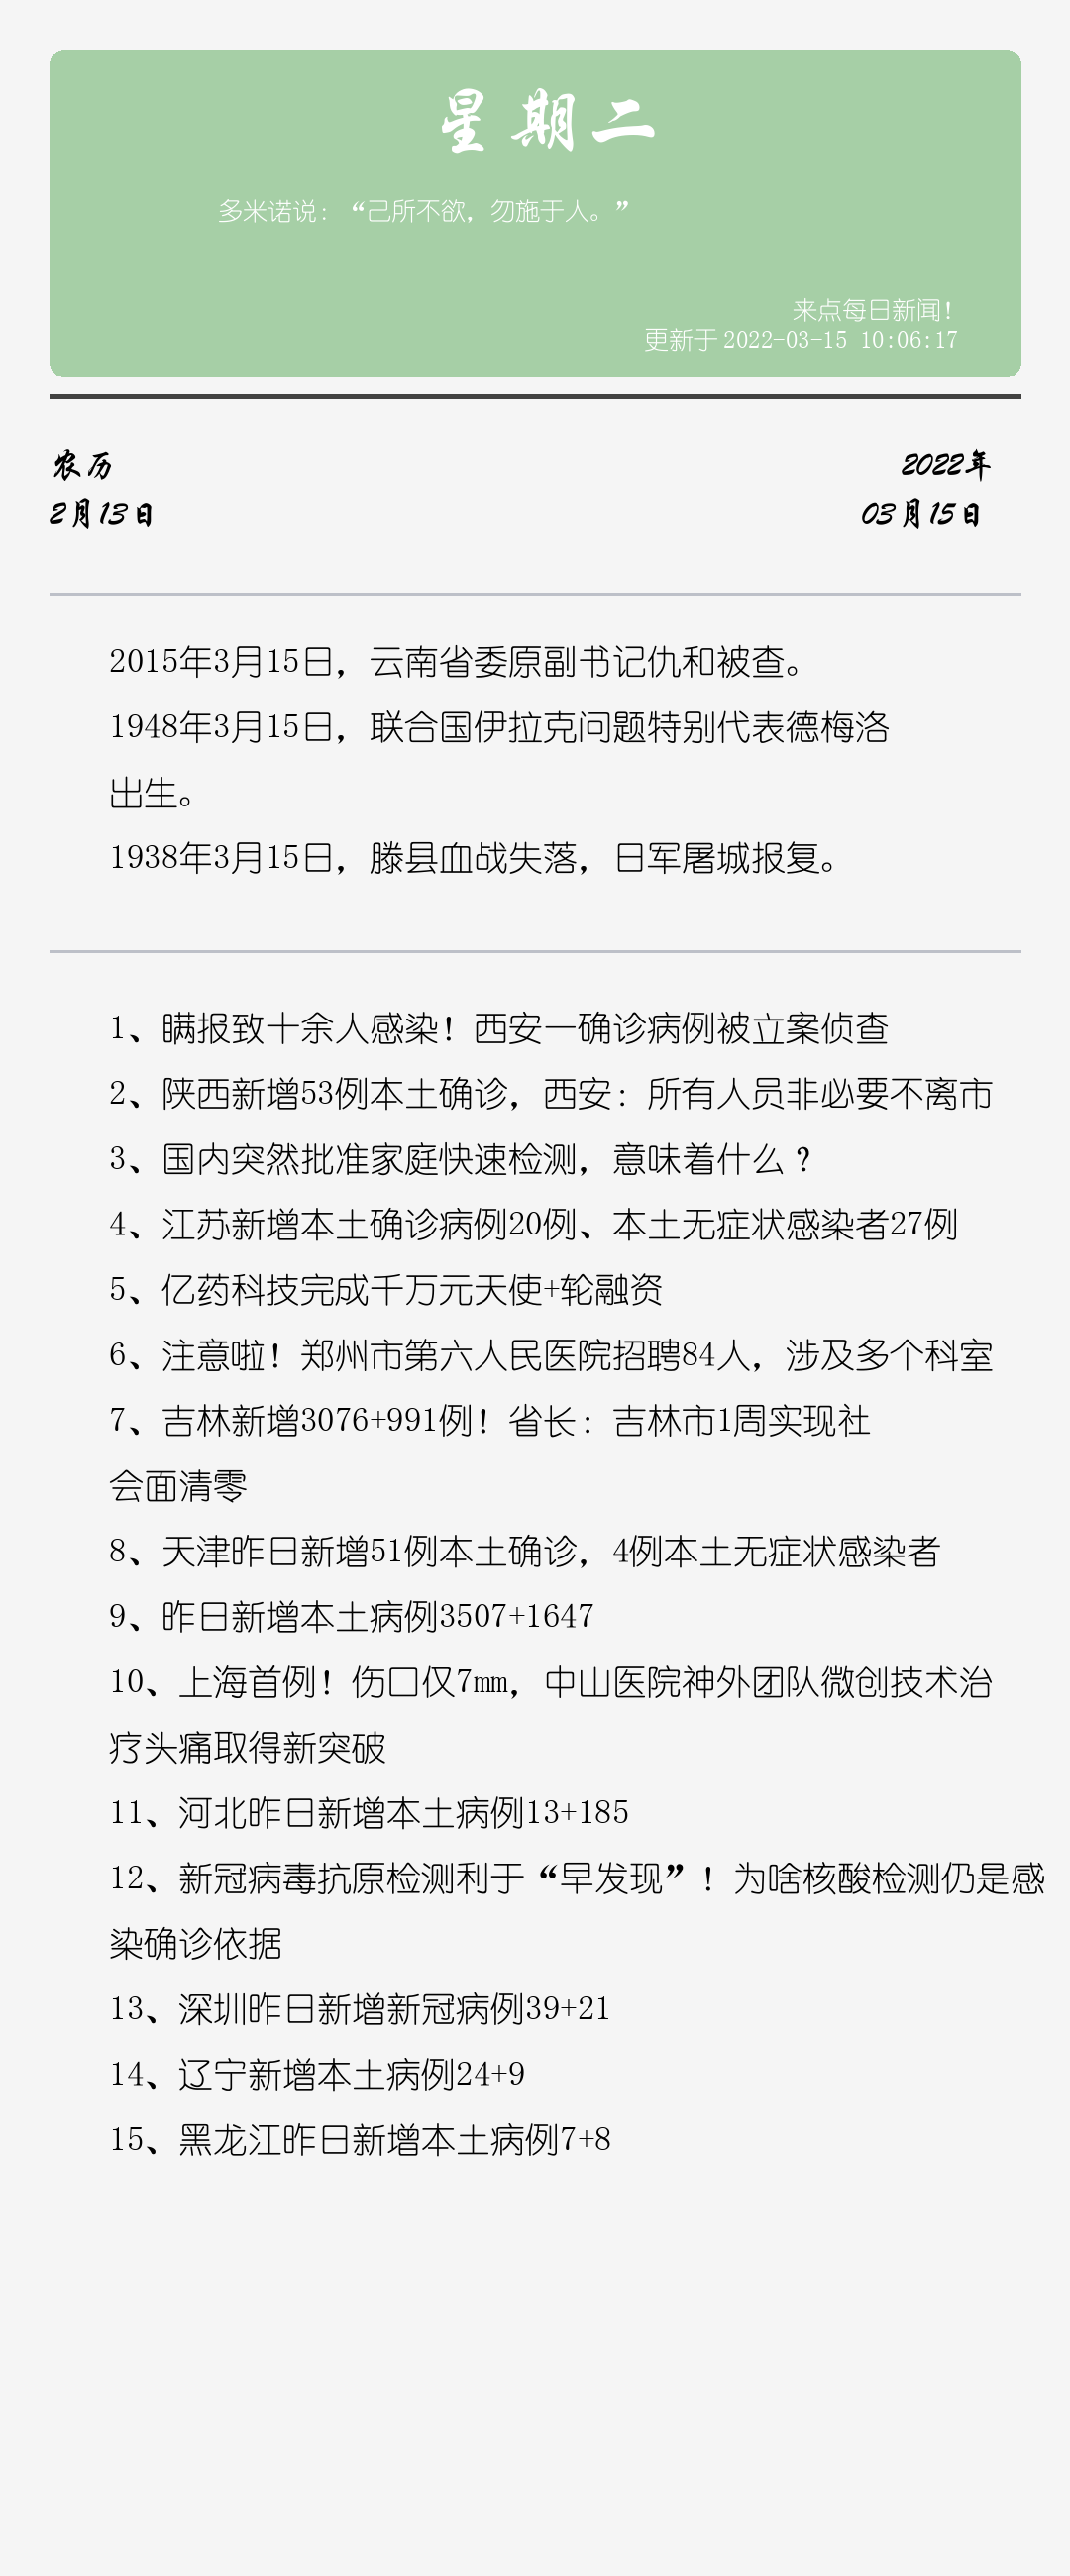 星期二
多米诺说：“己所不欲，勿施于人。”
来点每日新闻！
更新于 2022-03-15 10:06:17
农历
2022年
2月13日
03月15日
2015年3月15日，云南省委原副书记仇和被查。
1948年3月15日，联合国伊拉克问题特别代表德梅洛
出生。
1938年3月15日，滕县血战失落，日军屠城报复。
1、瞒报致十余人感染！西安一确诊病例被立案侦查
2、陕西新增53例本土确诊，西安：所有人员非必要不离市
3、国内突然批准家庭快速检测，意味着什么？
4、江苏新增本土确诊病例20例、本土无症状感染者27例
5、亿药科技完成千万元天使+轮融资
6、注意啦！郑州市第六人民医院招聘84人，涉及多个科室
7、吉林新增3076+991例！省长：吉林市1周实现社
会面清零
8、天津昨日新增51例本土确诊，4例本土无症状感染者
9、昨日新增本土病例3507+1647
10、上海首例！伤口仅7mm，中山医院神外团队微创技术治
疗头痛取得新突破
11、河北昨日新增本土病例13+185
12、新冠病毒抗原检测利于“早发现”！为啥核酸检测仍是感
染确诊依据
13、深圳昨日新增新冠病例39+21
14、辽宁新增本土病例24+9
15、黑龙江昨日新增本土病例7+8